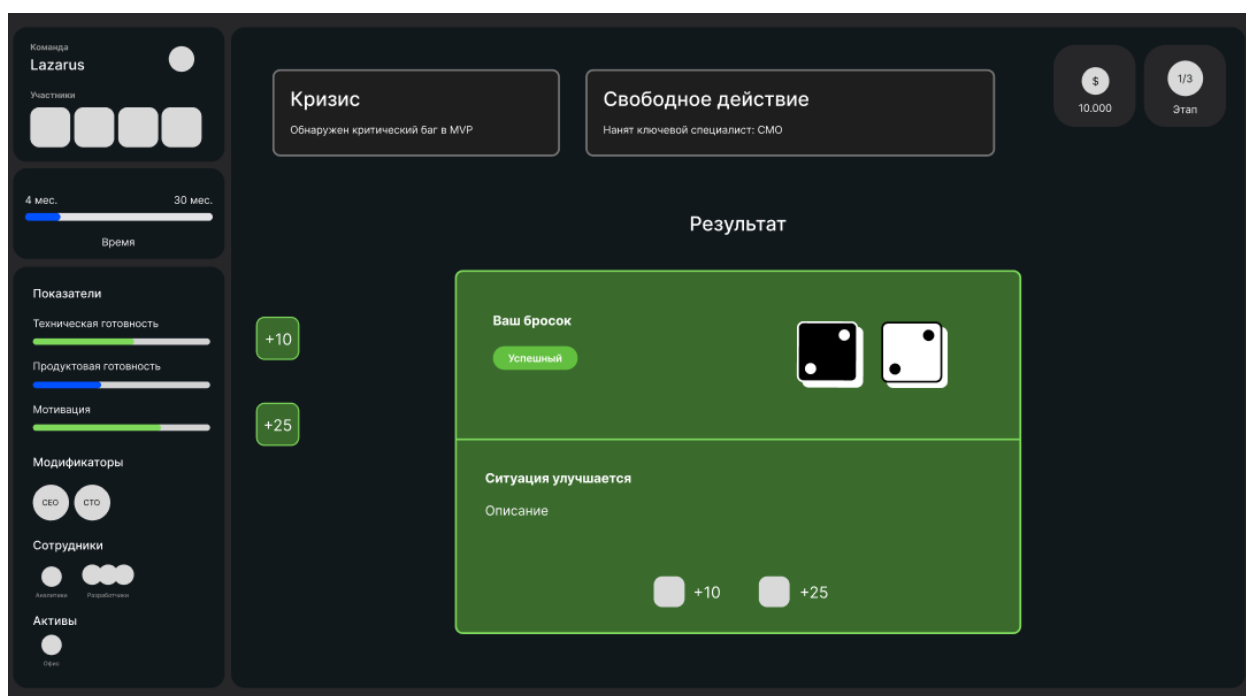 Команда
Lazarus
Участники
4 мес.
30 мес.
Время
Показатели
Техническая готовность
Продуктовая готовность
Мотивация
Модификаторы
CEO
CTO
Сотрудники
Аналитики
Разработчики
Активы
Офис
Кризис
Обнаружен критический баг в MVP
Свободное действие
Нанят ключевой специалист: CMO
$
10.000
1/3
Этап
Результат
+10
+25
Ваш бросок
Успешный
Ситуация улучшается
Описание
+10
+25